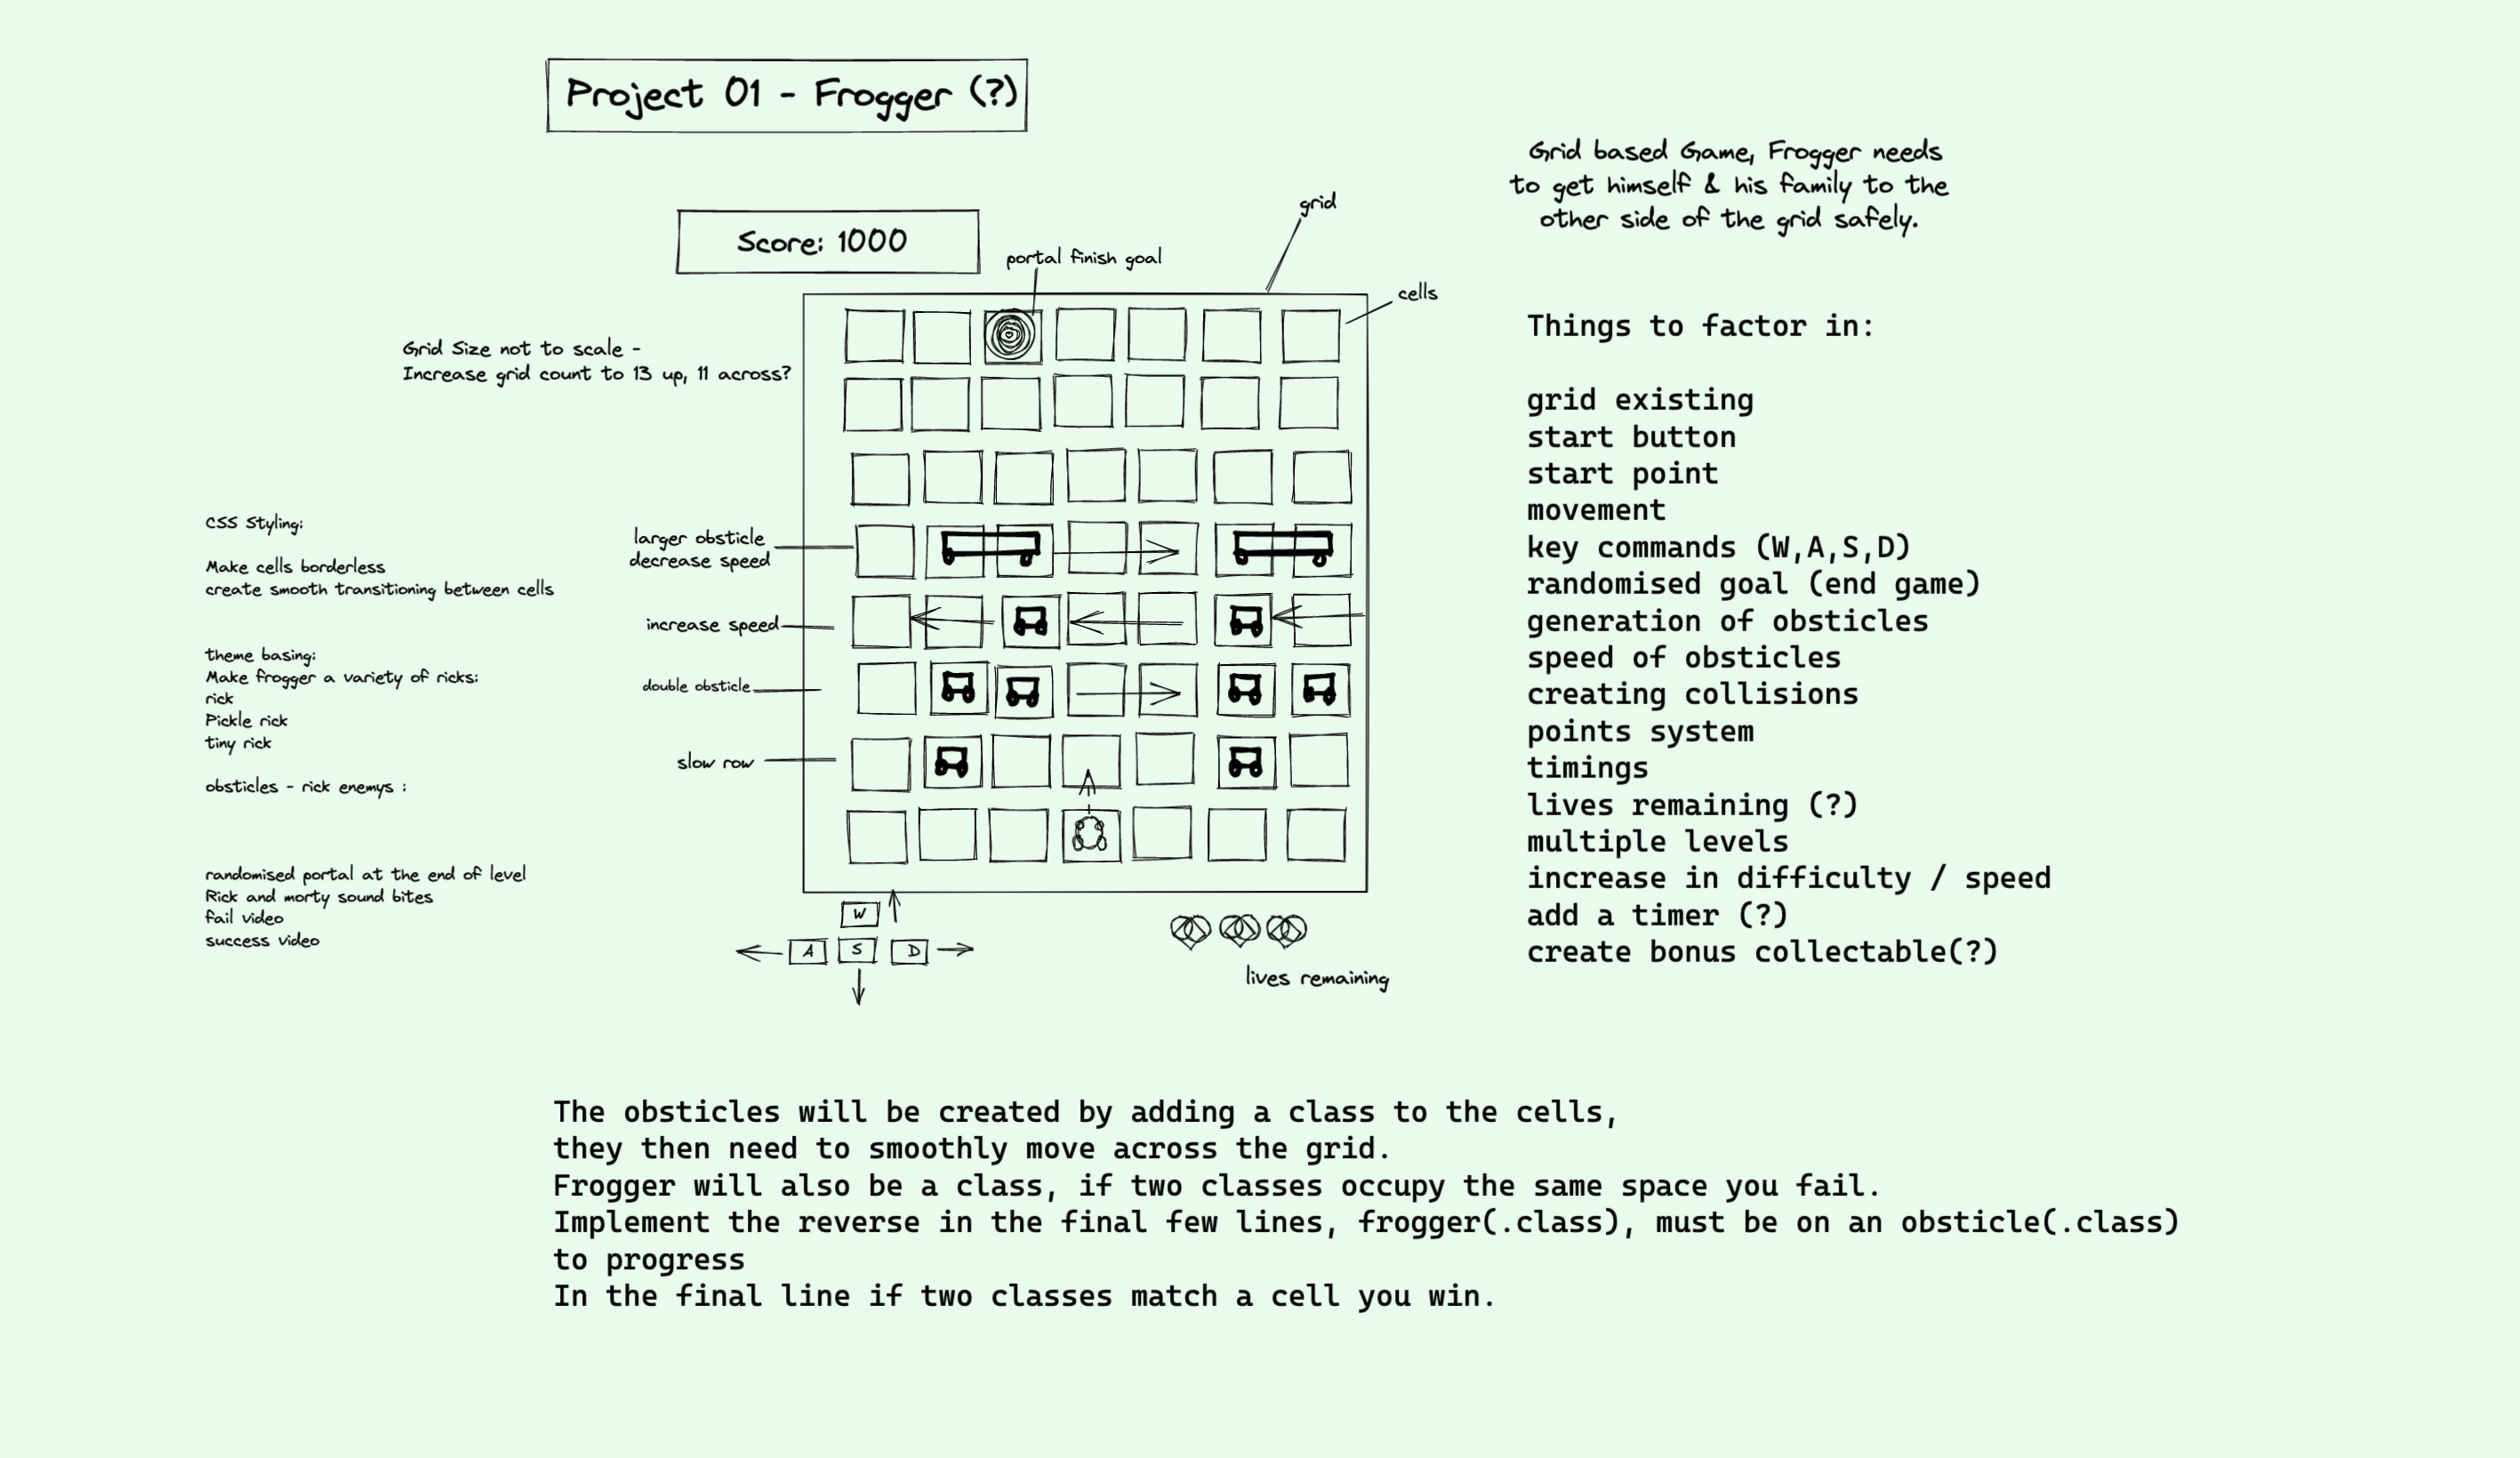 Project 01 - Frogger (?)
Grid based Game, Frogger needs
to get himself & his family to the
other side of the grid safely.
grid
Score: 1000
portal finish goal
cells
Grid Size not to scale -
Increase grid count to 13 up, 11 across?
Things to factor in:
grid existing
start button
start point
movement
key commands (W,A,S,D)
randomised goal (end game)
generation of obsticles
speed of obsticles
creating collisions
points system
timings
lives remaining (?)
multiple levels
increase in difficulty / speed
add a timer (?)
create bonus collectable(?)
CSS Styling:
Make cells borderless
create smooth transitioning between cells
theme basing:
Make frogger a variety of ricks:
rick
Pickle rick
tiny rick
obsticles - rick enemys :
randomised portal at the end of level
Rick and morty sound bites
fail video
success video
larger obsticle
decrease speed
increase speed
double obsticle
slow row
W
A S D
lives remaining
The obsticles will be created by adding a class to the cells,
they then need to smoothly move across the grid.
Frogger will also be a class, if two classes occupy the same space you fail.
Implement the reverse in the final few lines, frogger(.class), must be on an obsticle(.class)
to progress
In the final line if two classes match a cell you win.